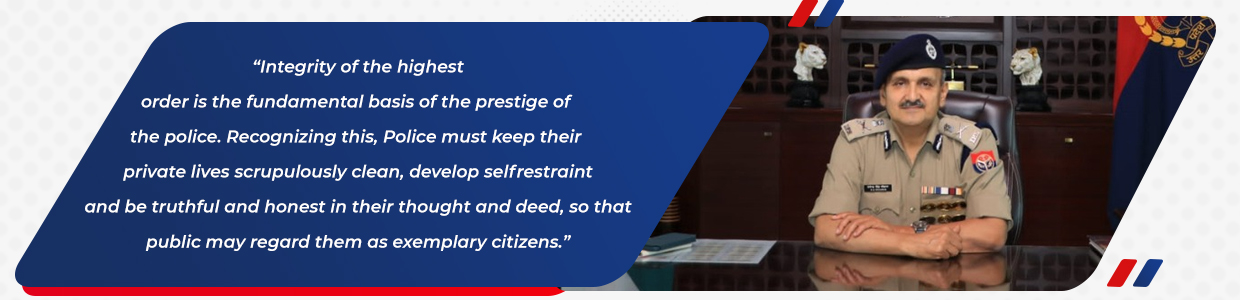 “Integrity of the highest
order is the fundamental basis of the prestige of
the police. Recognizing this, Police must keep their
private lives scrupulously clean, develop selfrestraint
and be truthful and honest in their thought and deed, so that
public may regard them as exemplary citizens.”